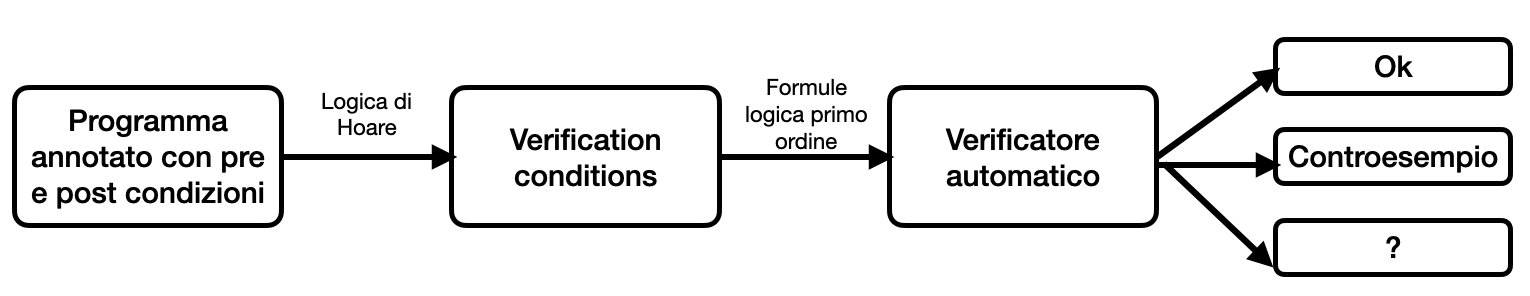 Programma
annotato con pre
e post condizioni
Logica di
Hoare
Verification
conditions
Formule
logica primo
ordine
Verificatore
automatico
Ok
Controesempio
?